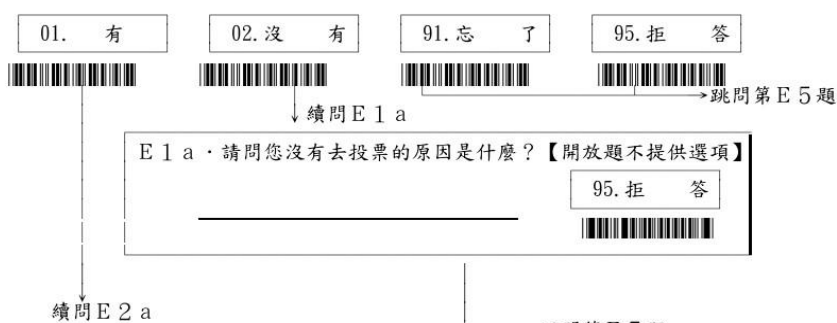 01. 有
02.沒 有
91.忘 了
95.拒 答
跳問第E5題
續問E1a
E1a．請問您沒有去投票的原因是什麼？【開放題不提供選項】
95.拒 答
續問E2a